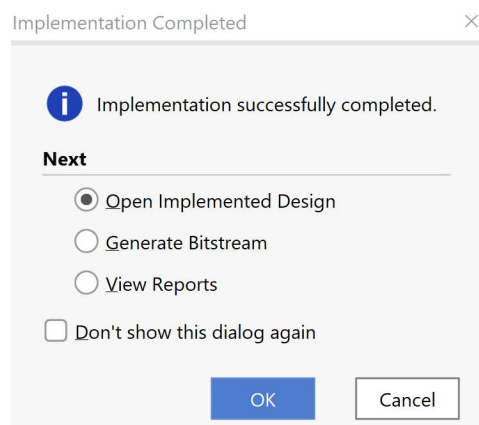 Implementation Completed
Implementation successfully completed.
Next
Open Implemented Design
Generate Bitstream
View Reports
Don't show this dialog again
OK
Cancel